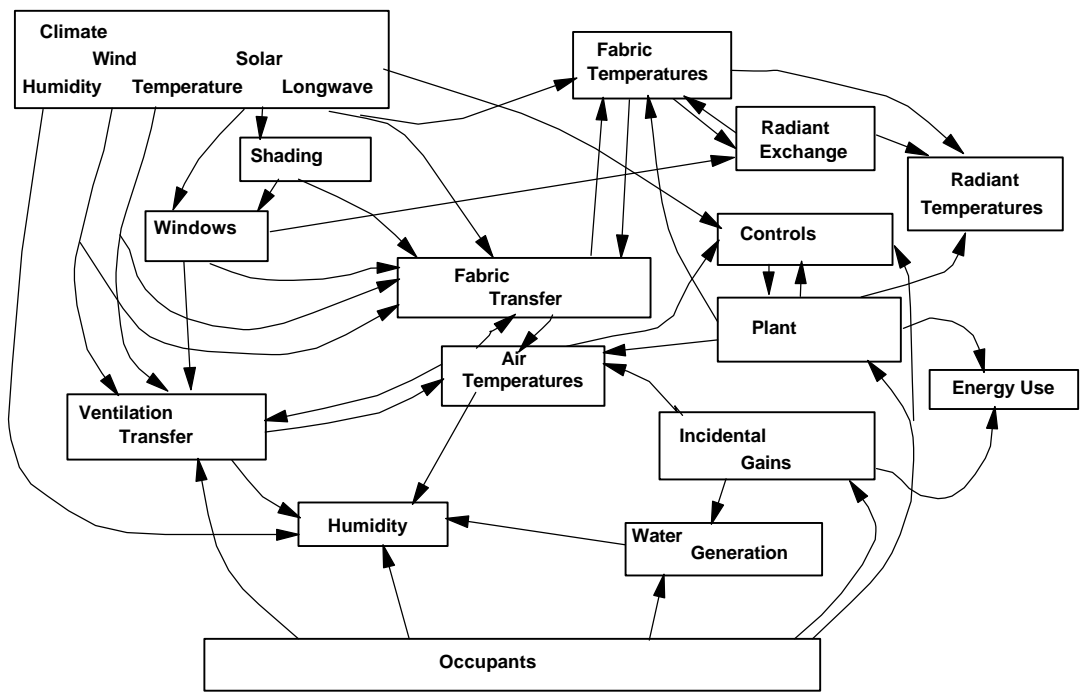 Climate
Wind Solar
Humidity Temperature Longwave
Fabric
Temperatures
Radiant
Exchange
Shading
Radiant
Temperatures
Windows
Controls
Fabric
Transfer
Plant
Air
Temperatures
Energy Use
Ventilation
Transfer
Incidental
Gains
Humidity
Water
Generation
Occupants